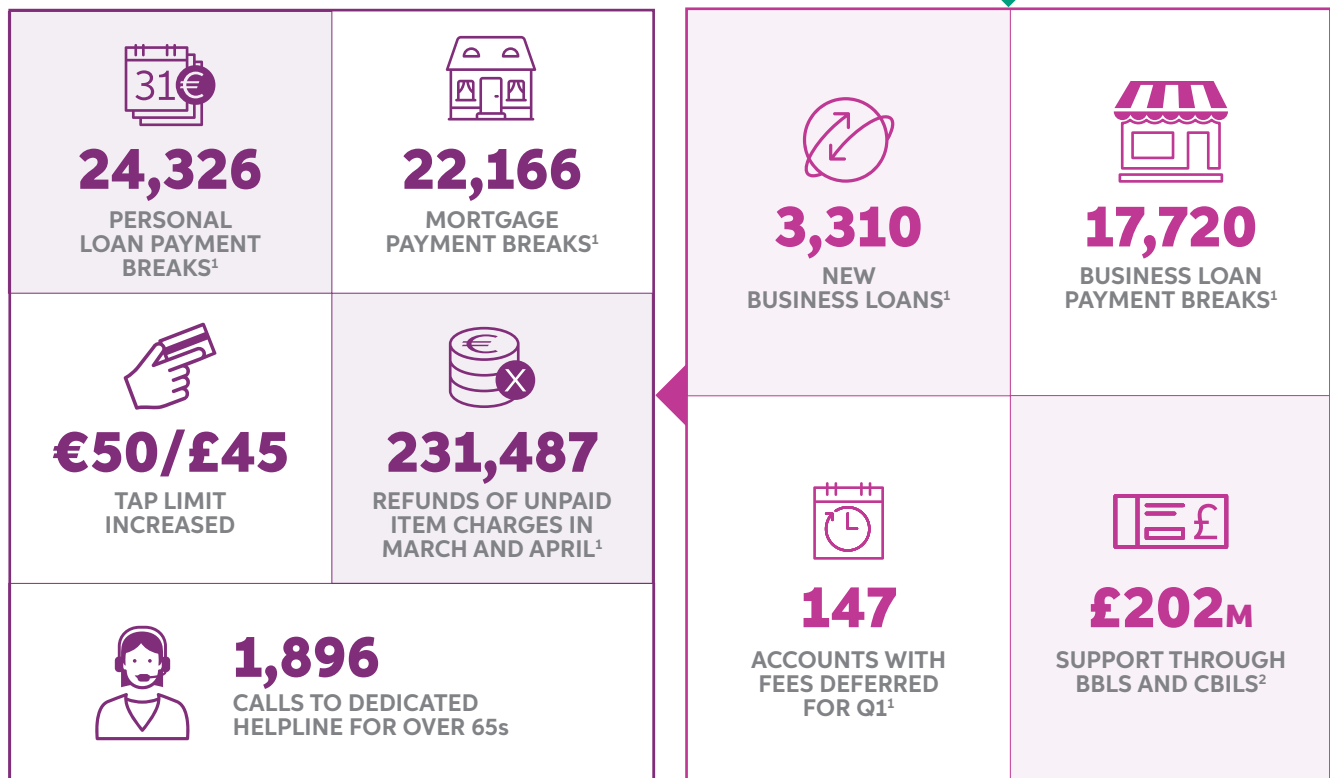 31€
24,326
PERSONAL
LOAN PAYMENT
BREAKS¹
22,166
MORTGAGE
PAYMENT BREAKS¹
€50/£45
TAP LIMIT
INCREASED
€
X
231,487
REFUNDS OF UNPAID
ITEM CHARGES IN
MARCH AND APRIL¹
1,896
CALLS TO DEDICATED
HELPLINE FOR OVER 65s
3,310
NEW
BUSINESS LOANS¹
17,720
BUSINESS LOAN
PAYMENT BREAKS¹
147
ACCOUNTS WITH
FEES DEFERRED
FOR Q1¹
£
£202M
SUPPORT THROUGH
BBLS AND CBILS²